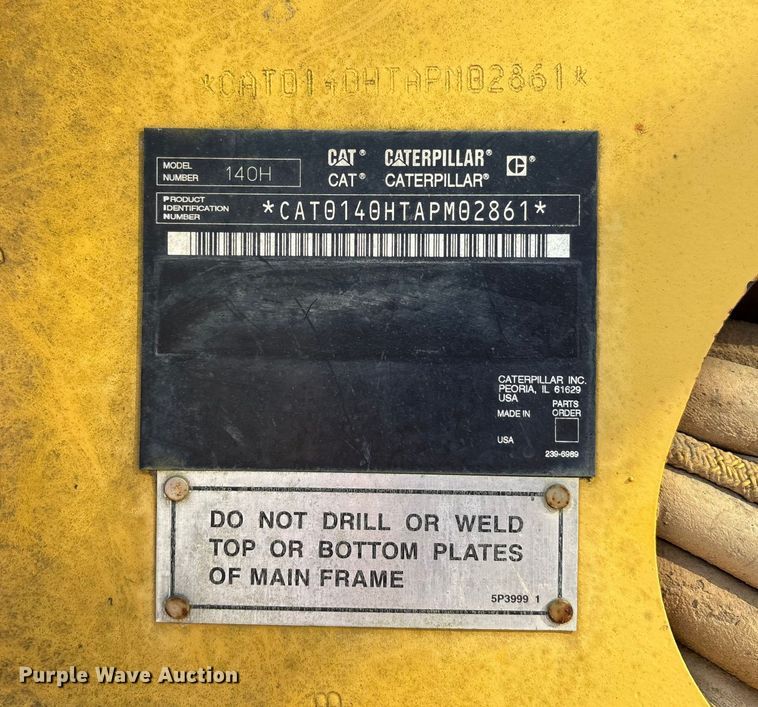 *CAT0140HTAPM02861*
MODEL NUMBER 140H
CAT® CATERPILLAR® C®
CAT® CATERPILLAR®
PRODUCT IDENTIFICATION NUMBER *CAT0140HTAPM02861*
CATERPILLAR INC.
PEORIA, IL 61629
USA
MADE IN
PARTS ORDER
USA
239-6989
DO NOT DRILL OR WELD
TOP OR BOTTOM PLATES
OF MAIN FRAME
5P3999 1
Purple Wave Auction